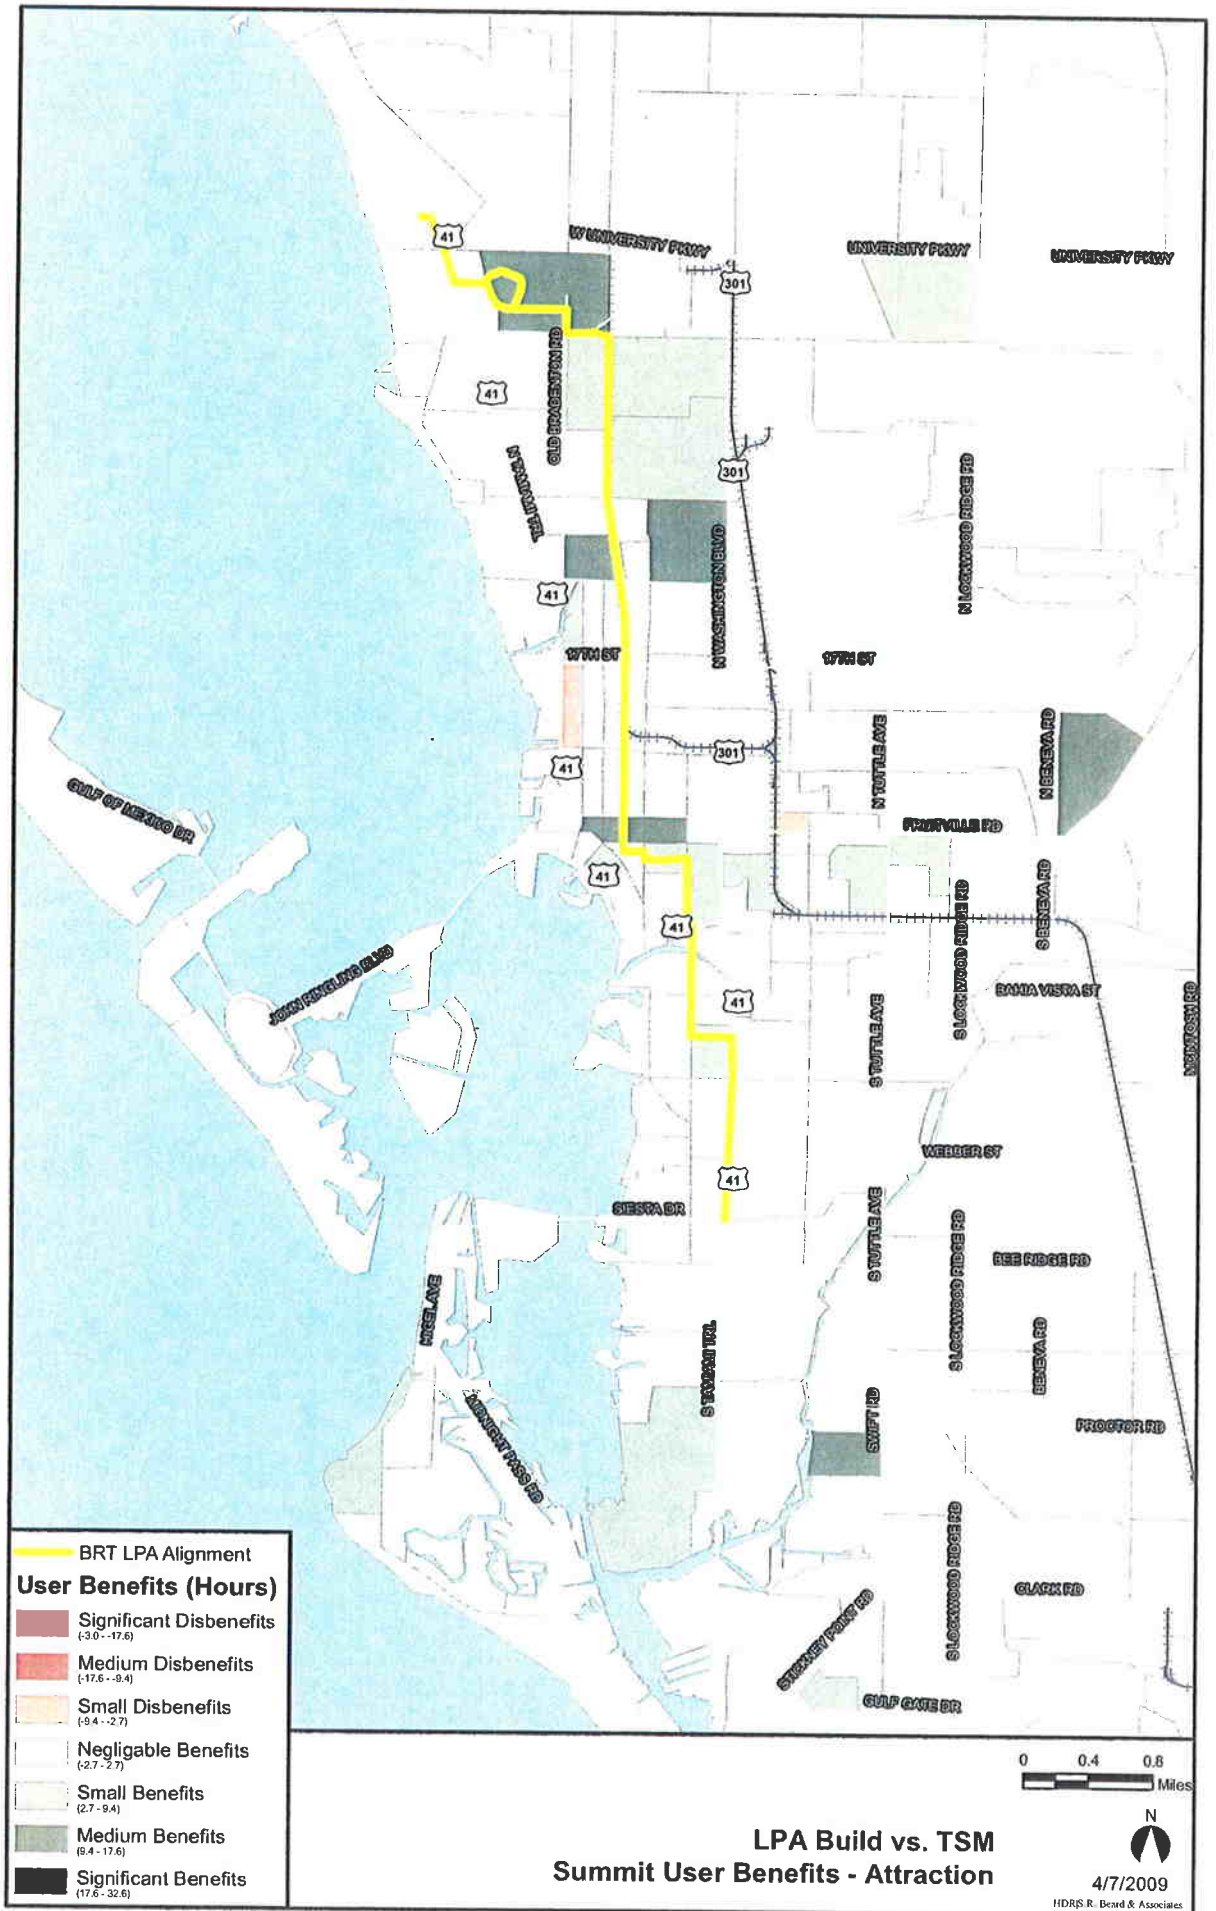 41
W UNIVERSITY PKWY
UNIVERSITY PKWY
UNIVERSITY PKWY
301
OLD BRADENTON RD
41
N TAMIAMI TRL
301
N LOCKWOOD RIDGE RD
N WASHINGTON BLVD
41
17TH ST
17TH ST
N TUTTLE AVE
N BENEVA RD
301
41
GULF OF MEXICO DR
FRUITVILLE RD
41
S LOCKWOOD RIDGE RD
S BENEVA RD
41
JOHN RINGLING BLVD
41
BAHIA VISTA ST
S TUTTLE AVE
MCINTOSH RD
WEBBER ST
41
SIESTA DR
S TUTTLE AVE
S LOCKWOOD RIDGE RD
BEE RIDGE RD
HIGEL AVE
S TAMIAMI TRL
BENEVA RD
MIDNIGHT PASS RD
SWIFT RD
PROCTOR RD
S LOCKWOOD RIDGE RD
CLARK RD
STICKNEY POINT RD
GULF GATE DR
BRT LPA Alignment
User Benefits (Hours)
Significant Disbenefits
(-3.0 - -17.6)
Medium Disbenefits
(-17.6 - -9.4)
Small Disbenefits
(-9.4 - -2.7)
Negligable Benefits
(-2.7 - 2.7)
Small Benefits
(2.7 - 9.4)
Medium Benefits
(9.4 - 17.6)
Significant Benefits
(17.6 - 32.6)
0 0.4 0.8
Miles
N
LPA Build vs. TSM
Summit User Benefits - Attraction
4/7/2009
HDR|S.R. Beard & Associates